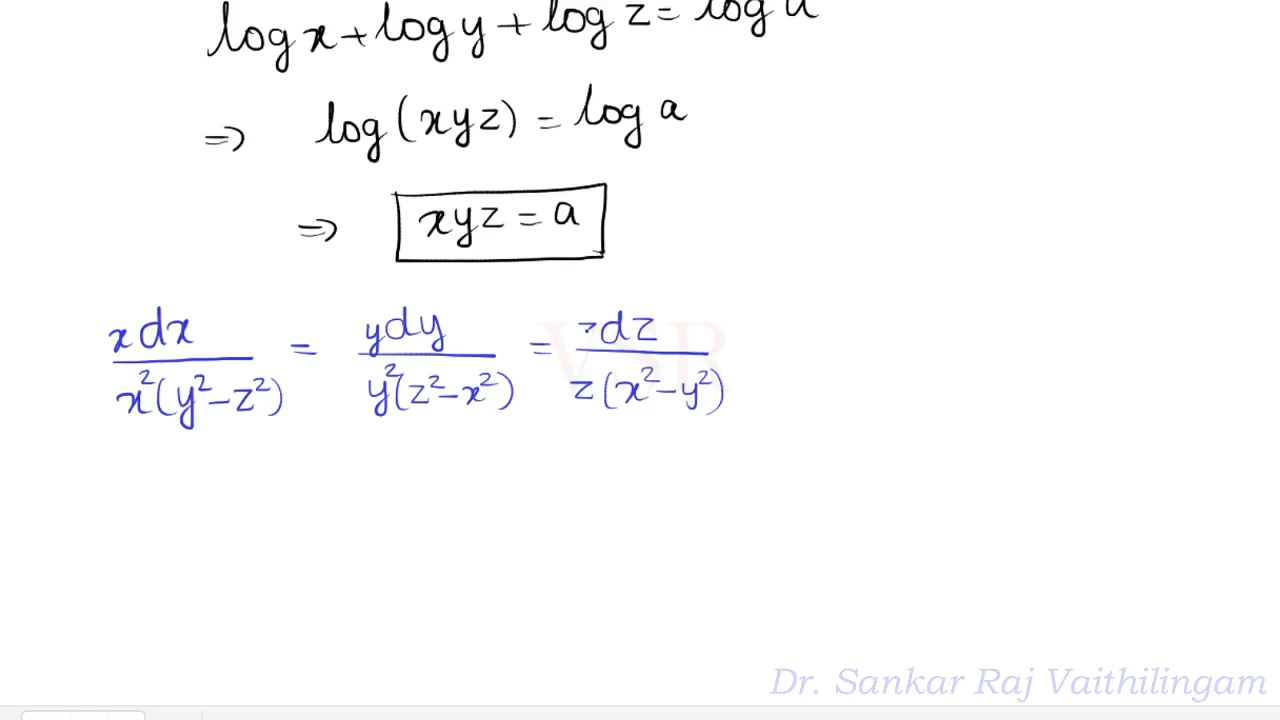 log x + log y + log z = log a
⇒ log (xyz) = log a
⇒ xyz = a
x dx / x²(y² − z²) = y dy / y²(z² − x²) = z dz / z(x² − y²)
VSR
Dr. Sankar Raj Vaithilingam